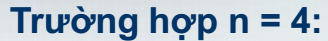 Trường hợp n = 4: